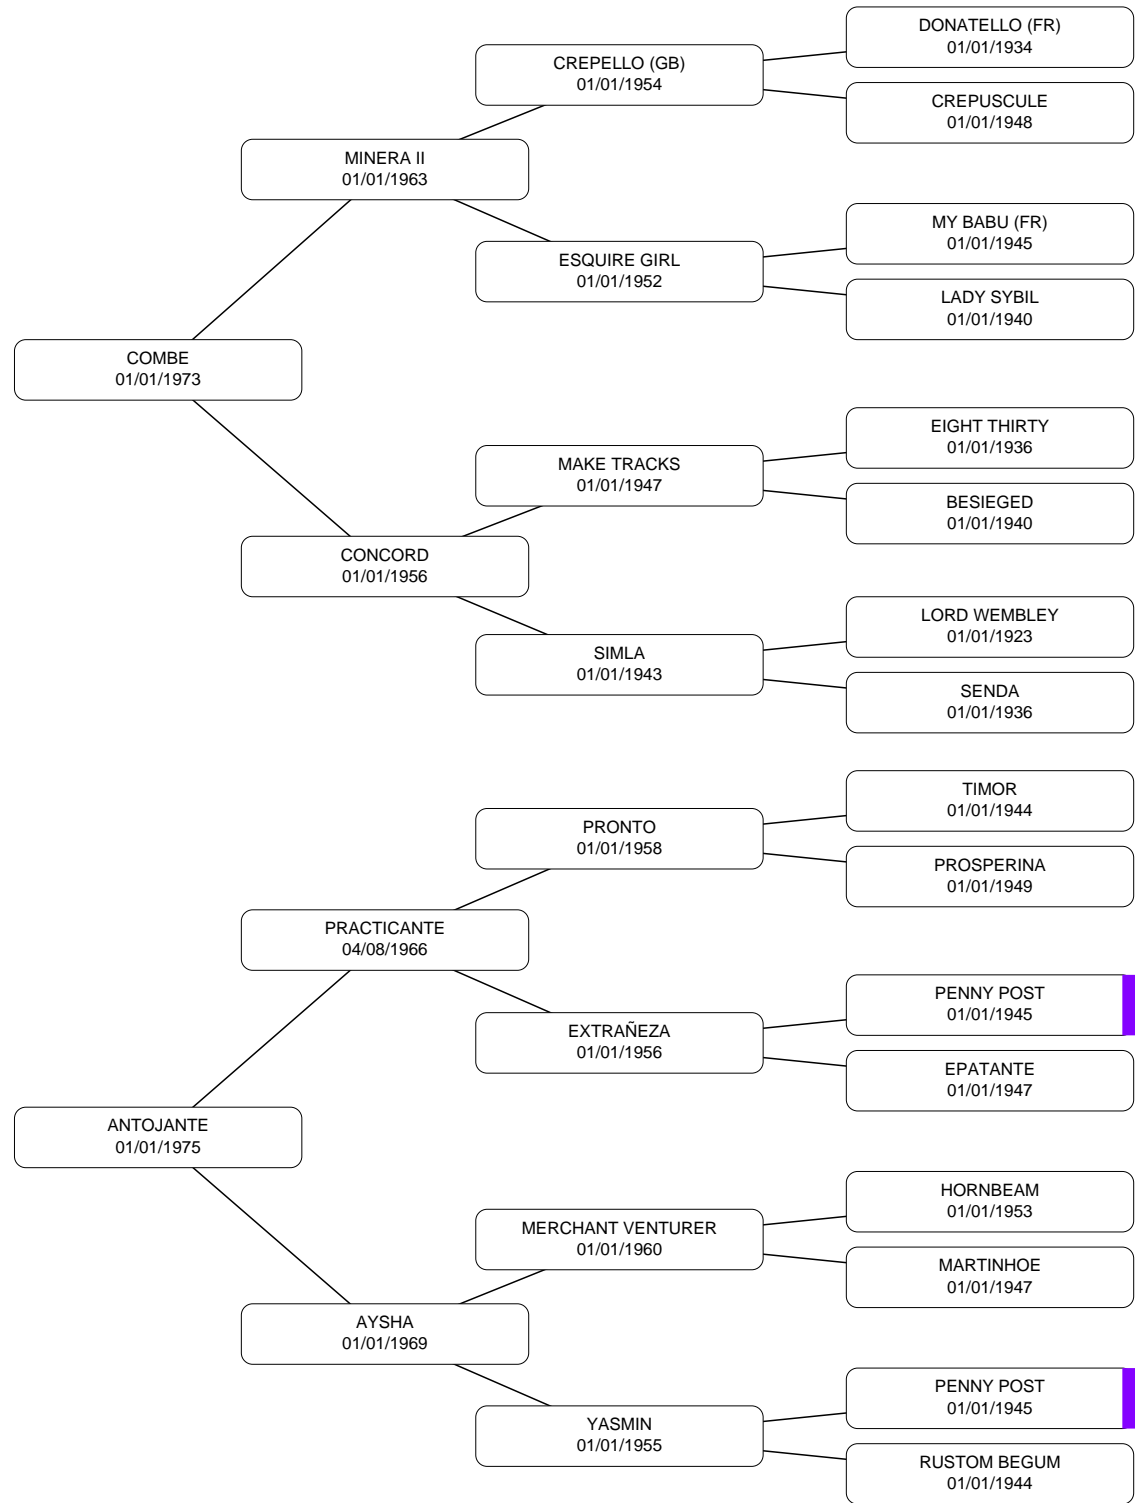 DONATELLO (FR)
01/01/1934
CREPELLO (GB)
01/01/1954
CREPUSCULE
01/01/1948
MINERA II
01/01/1963
MY BABU (FR)
01/01/1945
ESQUIRE GIRL
01/01/1952
LADY SYBIL
01/01/1940
COMBE
01/01/1973
EIGHT THIRTY
01/01/1936
MAKE TRACKS
01/01/1947
BESIEGED
01/01/1940
CONCORD
01/01/1956
LORD WEMBLEY
01/01/1923
SIMLA
01/01/1943
SENDA
01/01/1936
TIMOR
01/01/1944
PRONTO
01/01/1958
PROSPERINA
01/01/1949
PRACTICANTE
04/08/1966
PENNY POST
01/01/1945
EXTRAÑEZA
01/01/1956
EPATANTE
01/01/1947
ANTOJANTE
01/01/1975
HORNBEAM
01/01/1953
MERCHANT VENTURER
01/01/1960
MARTINHOE
01/01/1947
AYSHA
01/01/1969
PENNY POST
01/01/1945
YASMIN
01/01/1955
RUSTOM BEGUM
01/01/1944